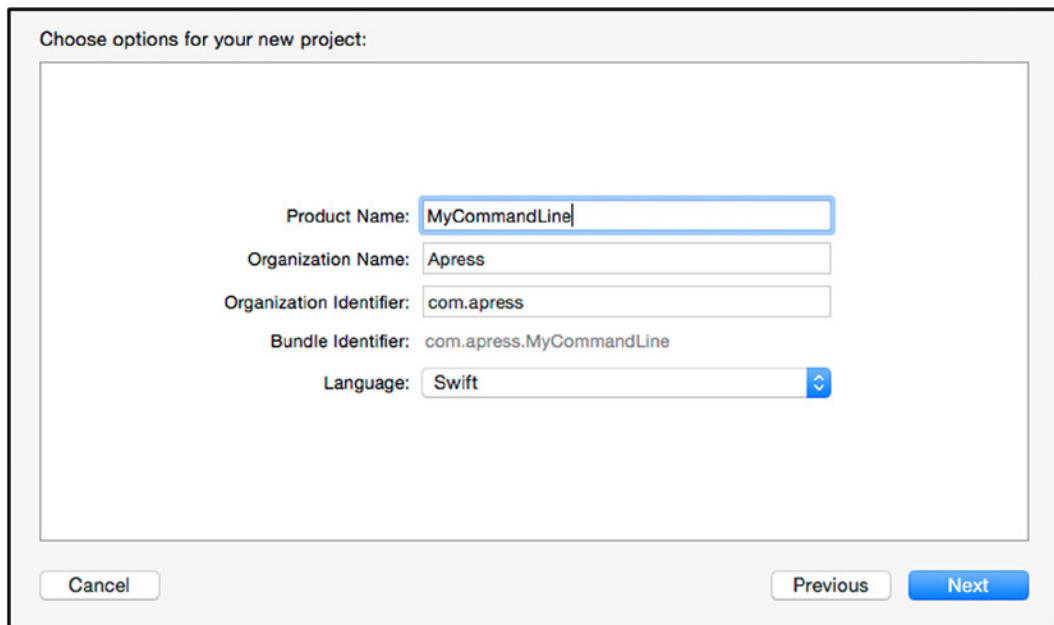 Choose options for your new project:
Product Name: MyCommandLine
Organization Name: Apress
Organization Identifier: com.apress
Bundle Identifier: com.apress.MyCommandLine
Language: Swift
Cancel Previous Next